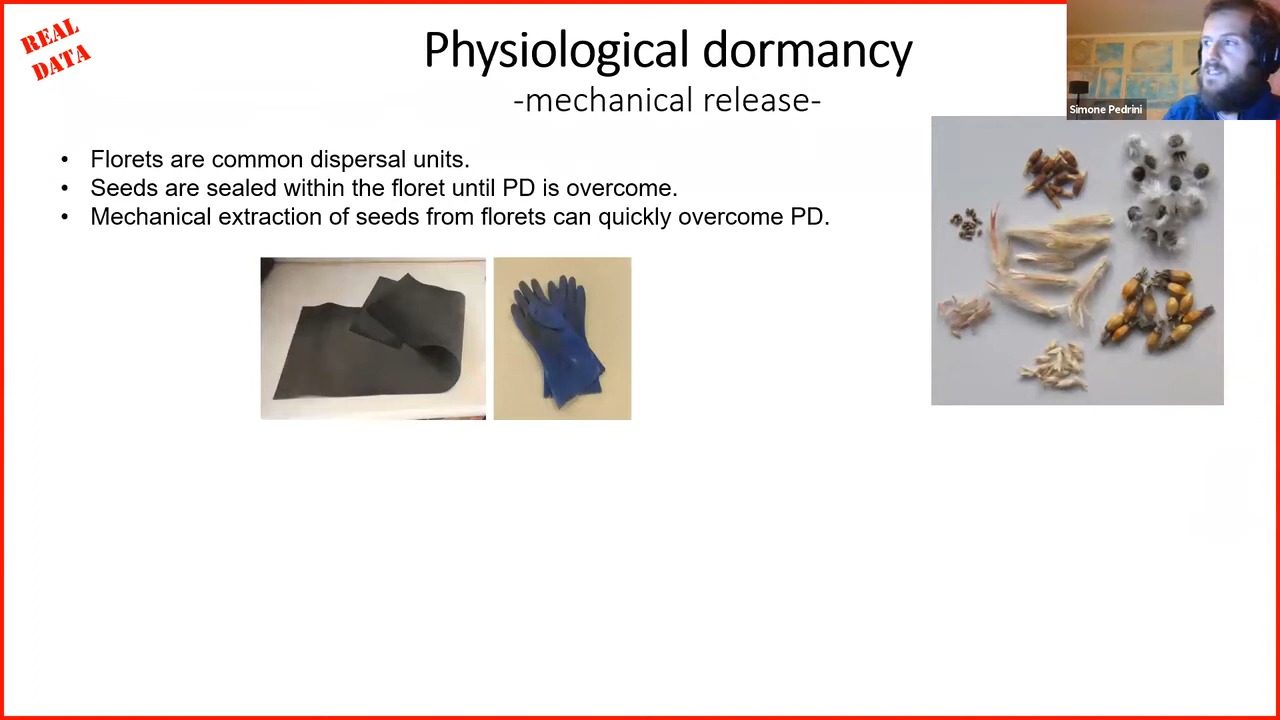 REAL
DATA
Physiological dormancy
-mechanical release-
Simone Pedrini
• Florets are common dispersal units.
• Seeds are sealed within the floret until PD is overcome.
• Mechanical extraction of seeds from florets can quickly overcome PD.